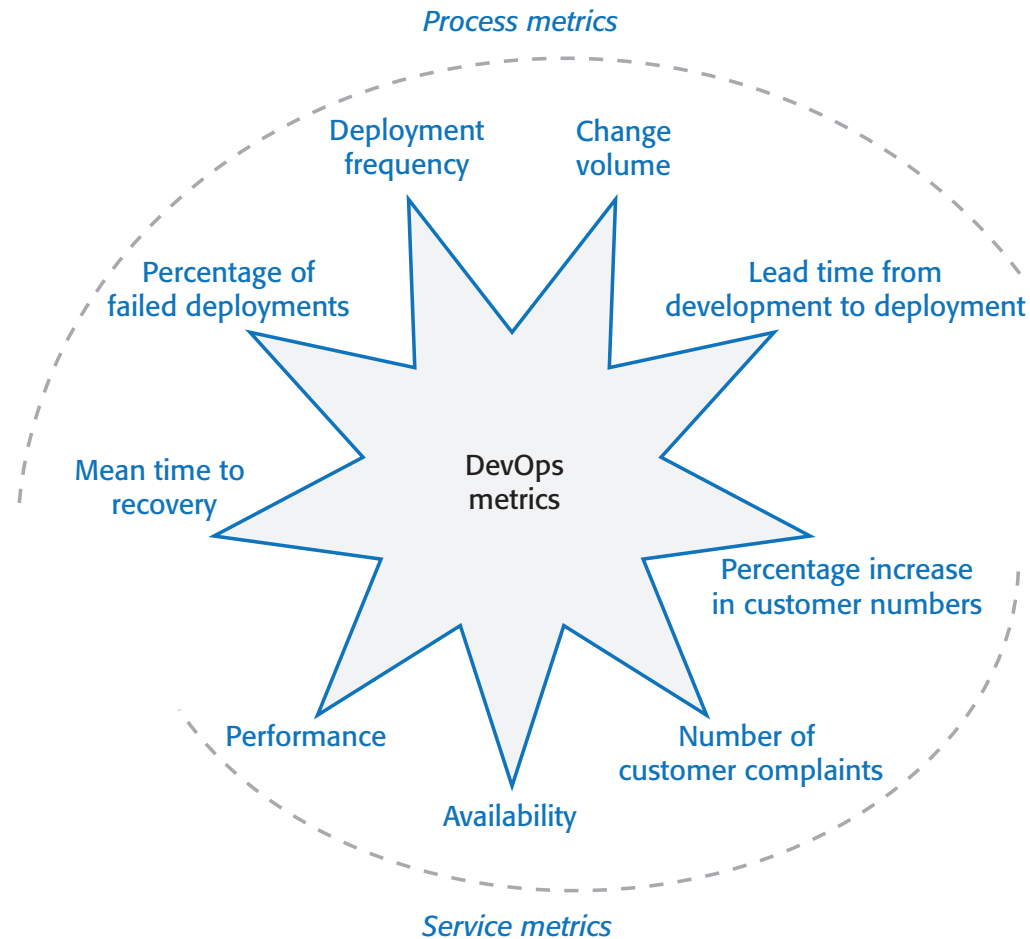 Process metrics
Deployment
frequency
Change
volume
Percentage of
failed deployments
Lead time from
development to deployment
Mean time to
recovery
DevOps
metrics
Percentage increase
in customer numbers
Performance
Number of
customer complaints
Availability
Service metrics